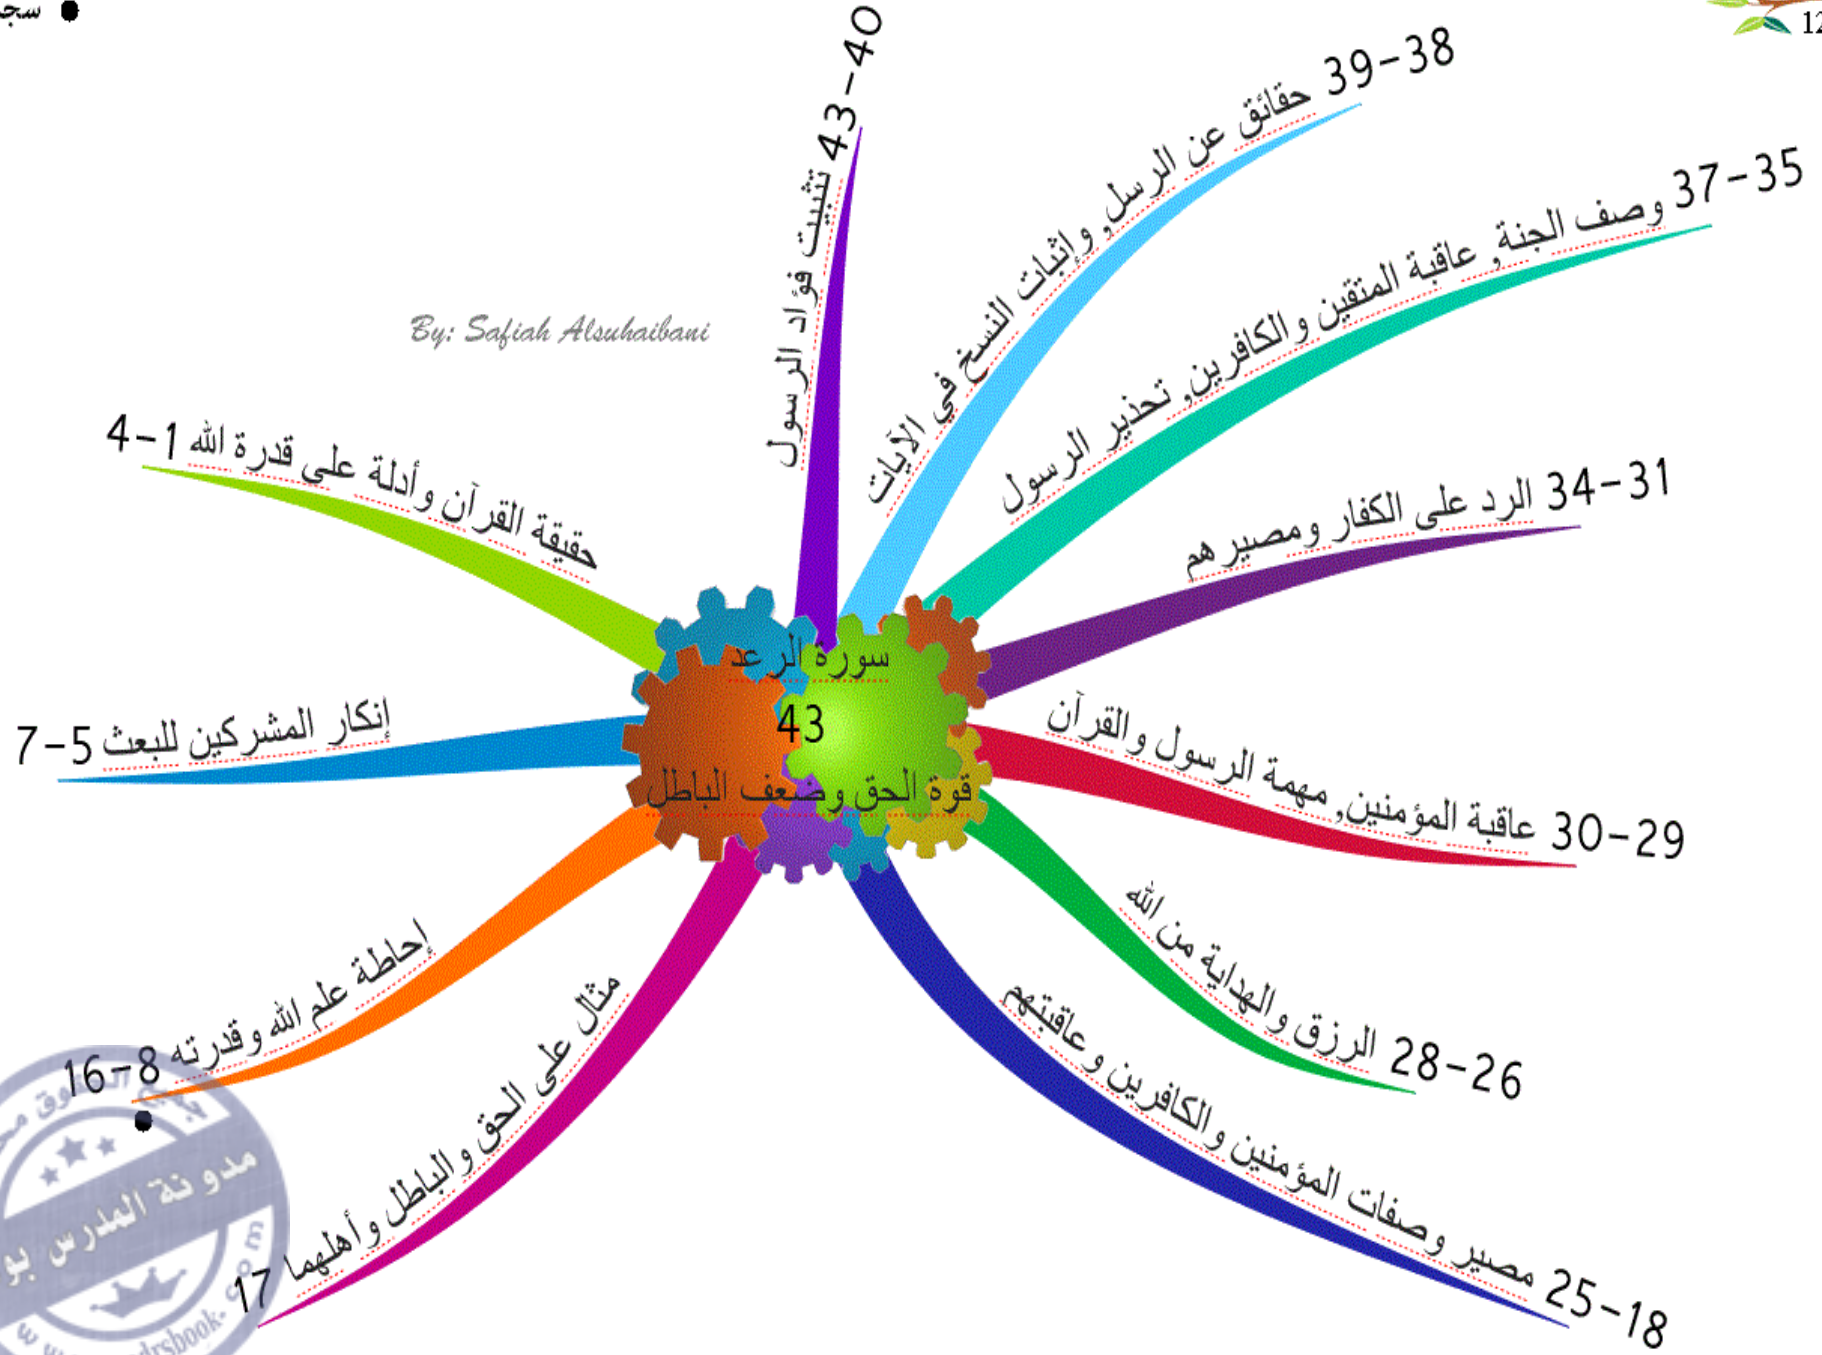 سورة الرعد
43
قوة الحق وضعف الباطل
حقيقة القرآن وأدلة على قدرة الله 1-4
إنكار المشركين للبعث 5-7
إحاطة علم الله وقدرته 8-16
مثال على الحق والباطل وأهلهما 17
25-18 مصير وصفات المؤمنين والكافرين وعاقبتهم
28-26 الرزق والهداية من الله
30-29 عاقبة المؤمنين, مهمة الرسول والقرآن
34-31 الرد على الكفار ومصيرهم
37-35 وصف الجنة, عاقبة المتقين والكافرين, تحذير الرسول
39-38 حقائق عن الرسل, وإثبات النسخ في الآيات
43-40 تثبيت فؤاد الرسول
By: Safiah Alsuhaibani
مدونة المدرس